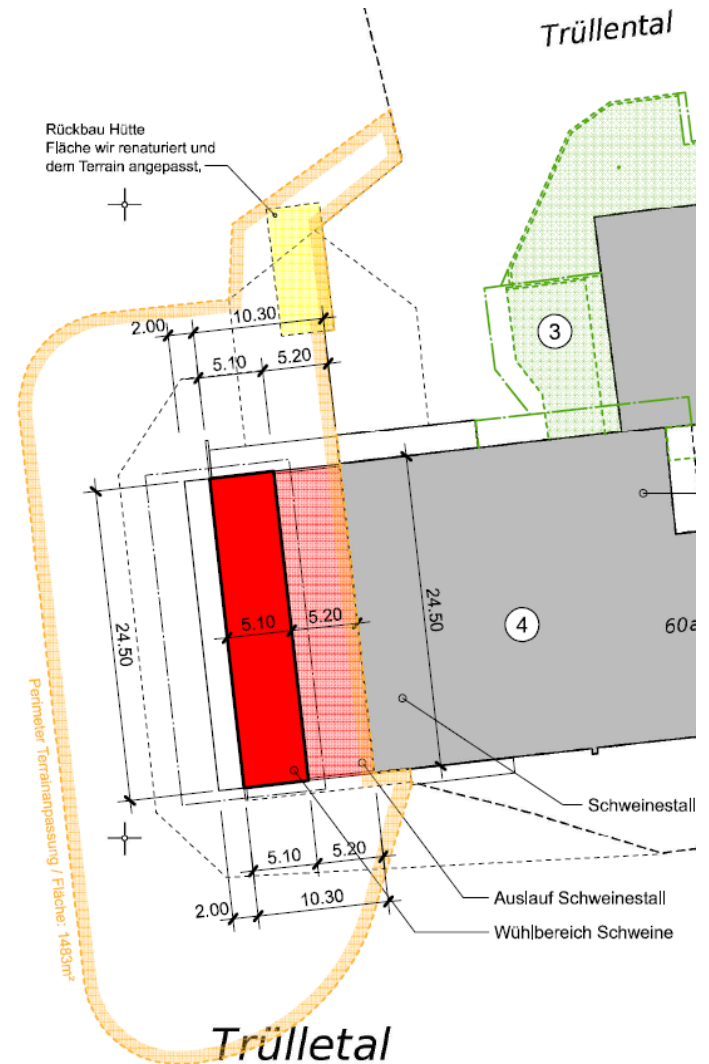 Trüllental
Rückbau Hütte
Fläche wir renaturiert und
dem Terrain angepasst,
3
2.00
10.30
5.10
5.20
24.50
5.10
5.20
24.50
4
60a
Perimeter Terrainanpassung / Fläche: 1483m²
Schweinestall
5.10
5.20
2.00
10.30
Auslauf Schweinestall
Wühlbereich Schweine
Trülletal